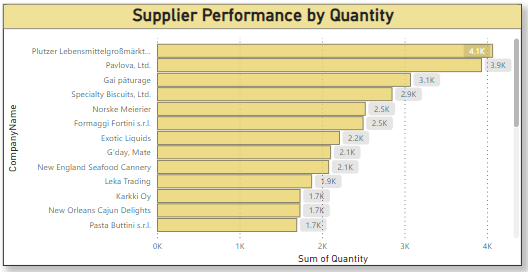 Supplier Performance by Quantity
CompanyName
Plutzer Lebensmittelgroßmärkt... 4.1K
Pavlova, Ltd. 3.9K
Gai pâturage 3.1K
Specialty Biscuits, Ltd. 2.9K
Norske Meierier 2.5K
Formaggi Fortini s.r.l. 2.5K
Exotic Liquids 2.2K
G'day, Mate 2.1K
New England Seafood Cannery 2.1K
Leka Trading 1.9K
Karkki Oy 1.7K
New Orleans Cajun Delights 1.7K
Pasta Buttini s.r.l. 1.7K
0K 1K 2K 3K 4K
Sum of Quantity